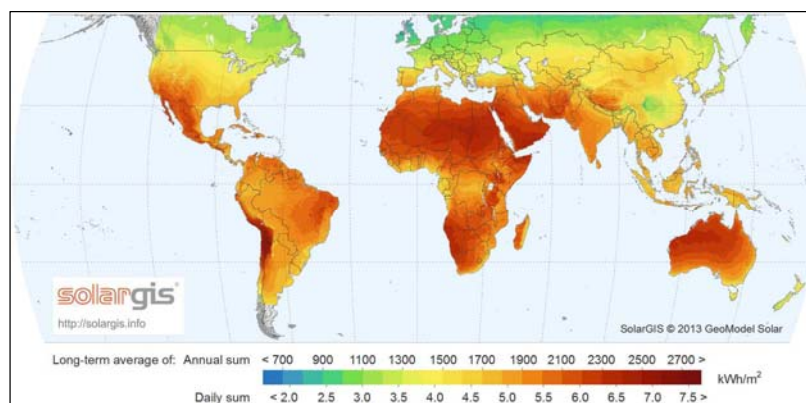 solargis
http://solargis.info
SolarGIS © 2013 GeoModel Solar
Long-term average of: Annual sum < 700 900 1100 1300 1500 1700 1900 2100 2300 2500 2700 >
kWh/m²
Daily sum < 2.0 2.5 3.0 3.5 4.0 4.5 5.0 5.5 6.0 6.5 7.0 7.5 >